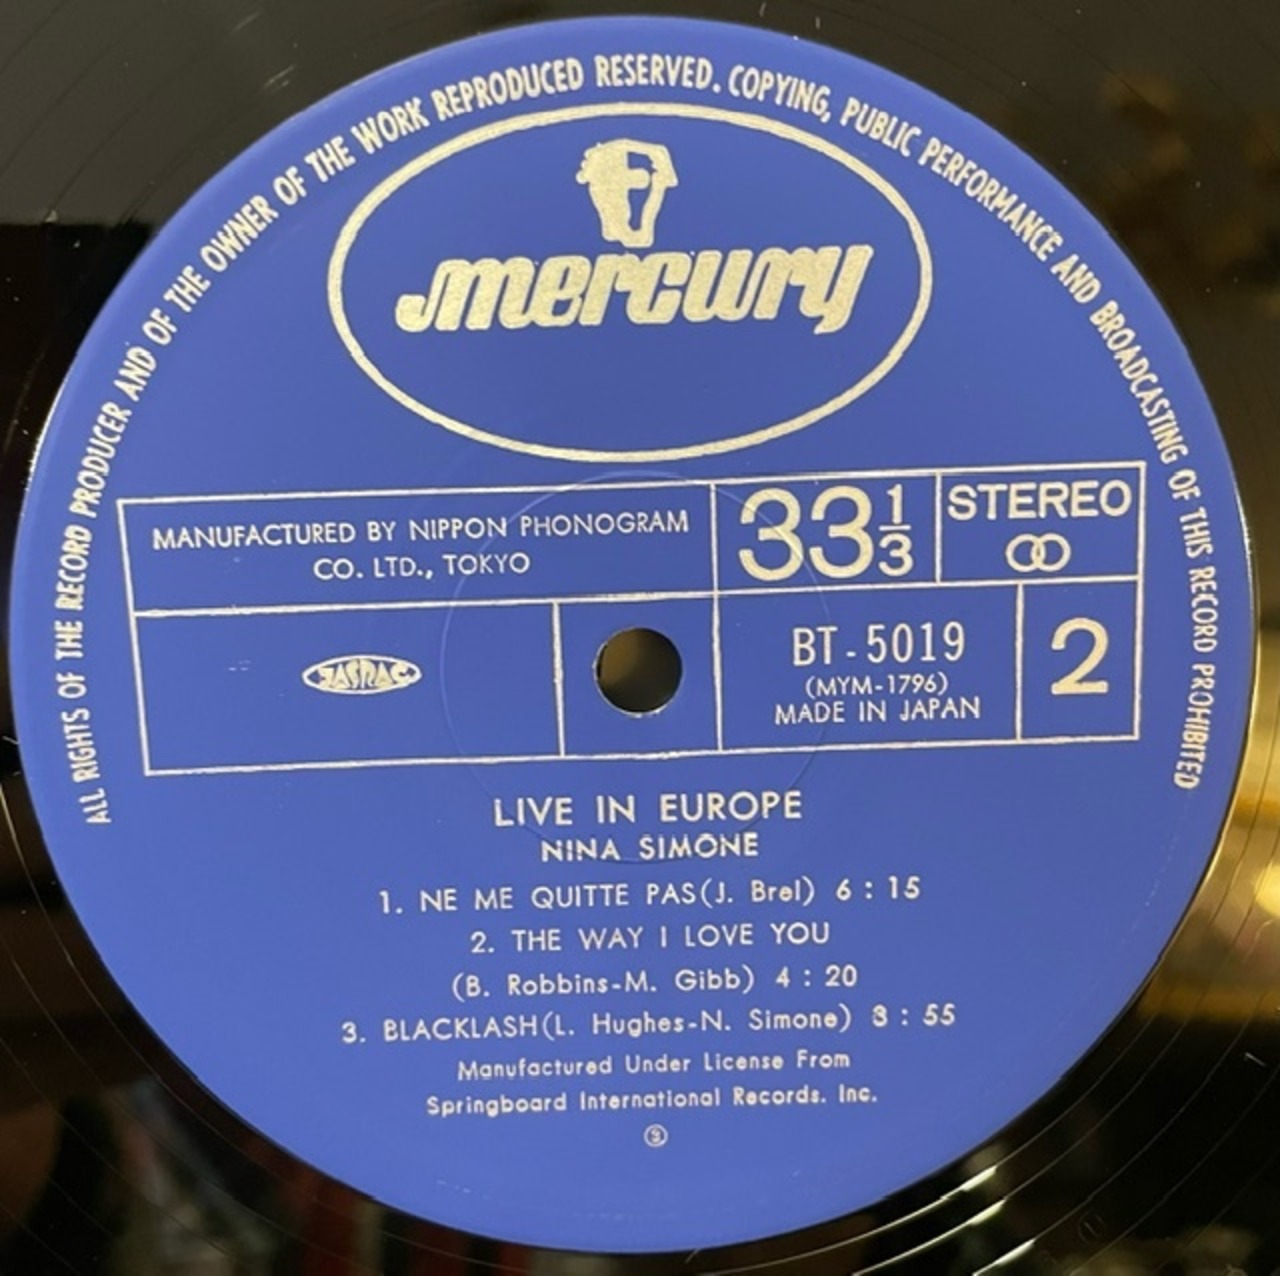 ALL RIGHTS OF THE RECORD PRODUCER AND OF THE OWNER OF THE WORK REPRODUCED RESERVED. COPYING, PUBLIC PERFORMANCE AND BROADCASTING OF THIS RECORD PROHIBITED
mercury
MANUFACTURED BY NIPPON PHONOGRAM
CO. LTD., TOKYO
33 1/3
STEREO
JASRAC
BT-5019
(MYM-1796)
MADE IN JAPAN
2
LIVE IN EUROPE
NINA SIMONE
1. NE ME QUITTE PAS(J. Brel) 6 : 15
2. THE WAY I LOVE YOU
(B. Robbins-M. Gibb) 4 : 20
3. BLACKLASH(L. Hughes-N. Simone) 3 : 55
Manufactured Under License From
Springboard International Records. Inc.